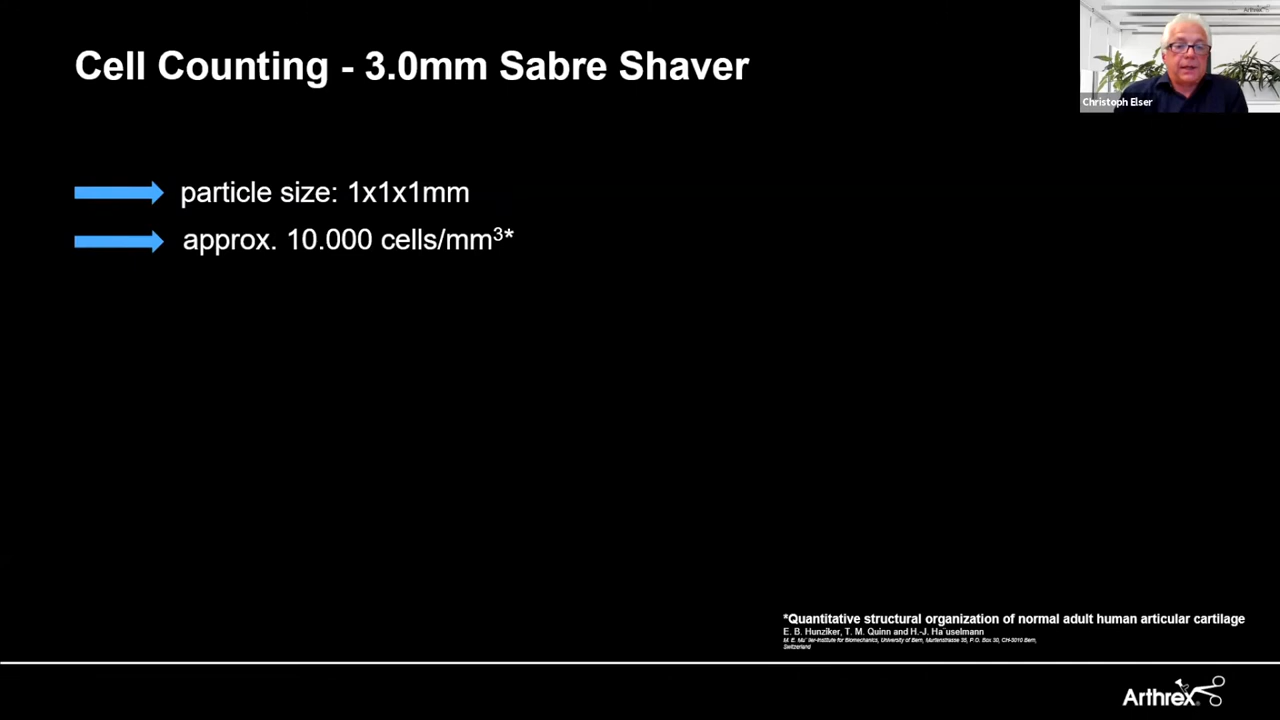 Cell Counting - 3.0mm Sabre Shaver
Arthrex
Christoph Elser
particle size: 1x1x1mm
approx. 10.000 cells/mm³*
*Quantitative structural organization of normal adult human articular cartilage
E. B. Hunziker, T. M. Quinn and H.-J. Ha¨uselmann
M. E. Mu¨ller-Institute for Biomechanics, University of Bern, Murtenstrasse 35, P.O. Box 30, CH-3010 Bern,
Switzerland
Arthrex